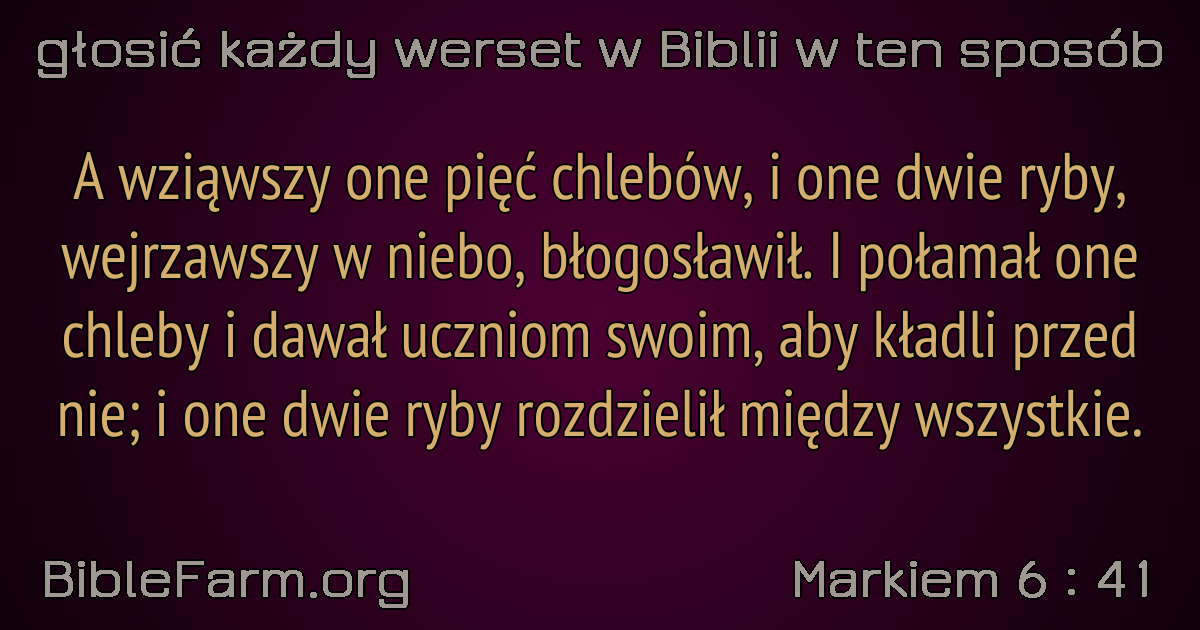 głosić każdy werset w Biblii w ten sposób
A wziąwszy one pięć chlebów, i one dwie ryby,
wejrzawszy w niebo, błogosławił. I połamał one
chleby i dawał uczniom swoim, aby kładli przed
nie; i one dwie ryby rozdzielił między wszystkie.
BibleFarm.org
Markiem 6 : 41